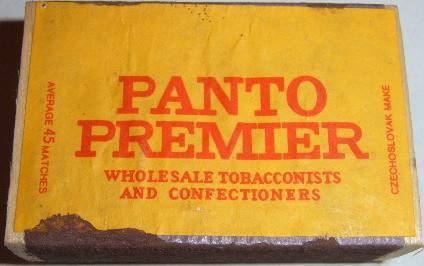 PANTO
PREMIER
WHOLESALE TOBACCONISTS
AND CONFECTIONERS
AVERAGE 45 MATCHES
CZECHOSLOVAK MAKE